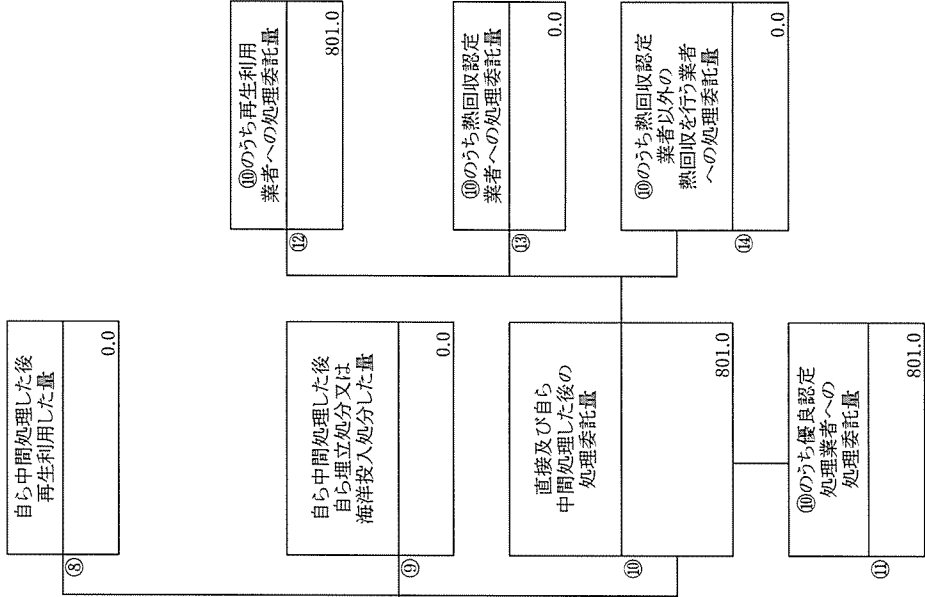 ⑧
自ら中間処理した後
再生利用した量
0.0
⑨
自ら中間処理した後
自ら埋立処分又は
海洋投入処分した量
0.0
⑩
直接及び自ら
中間処理した後の
処理委託量
801.0
⑪
⑩のうち優良認定
処理業者への
処理委託量
801.0
⑫
⑩のうち再生利用
業者への処理委託量
801.0
⑬
⑩のうち熱回収認定
業者への処理委託量
0.0
⑭
⑩のうち熱回収認定
業者以外の
熱回収を行う業者
への処理委託量
0.0